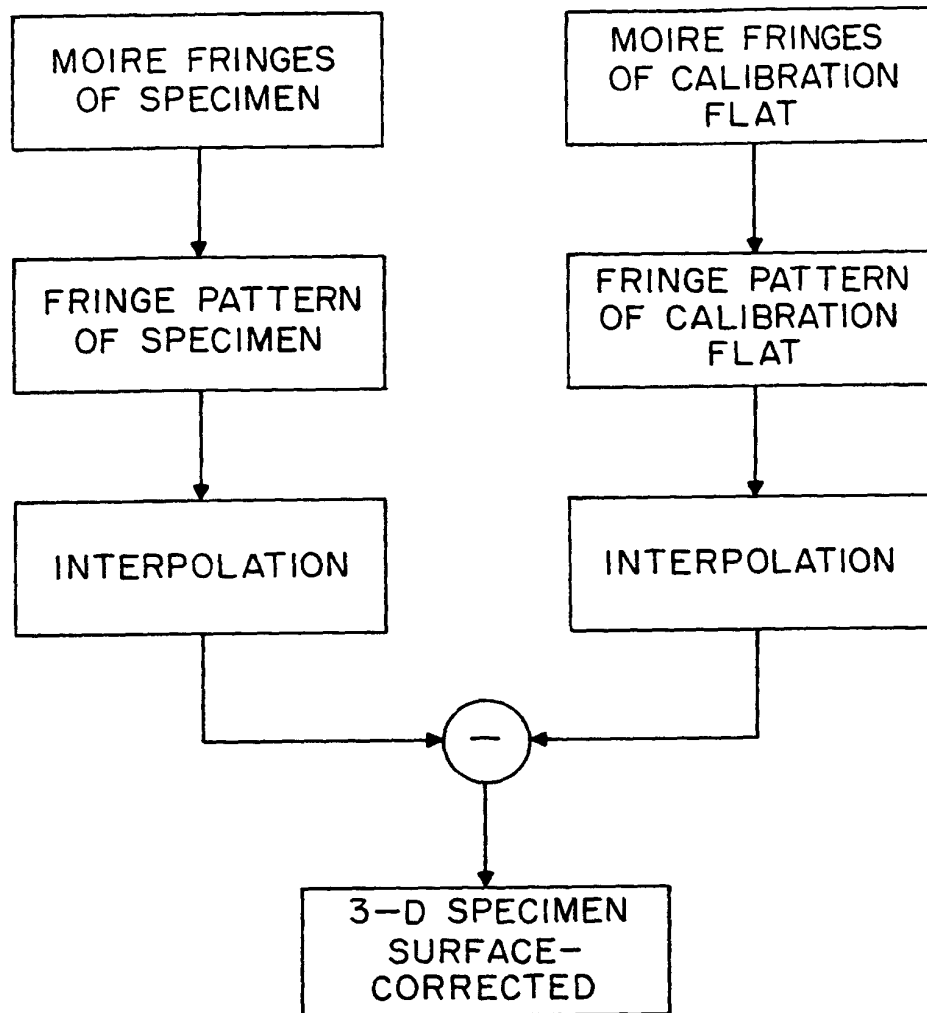 MOIRE FRINGES
OF SPECIMEN
MOIRE FRINGES
OF CALIBRATION
FLAT
FRINGE PATTERN
OF SPECIMEN
FRINGE PATTERN
OF CALIBRATION
FLAT
INTERPOLATION
INTERPOLATION
−
3-D SPECIMEN
SURFACE-
CORRECTED